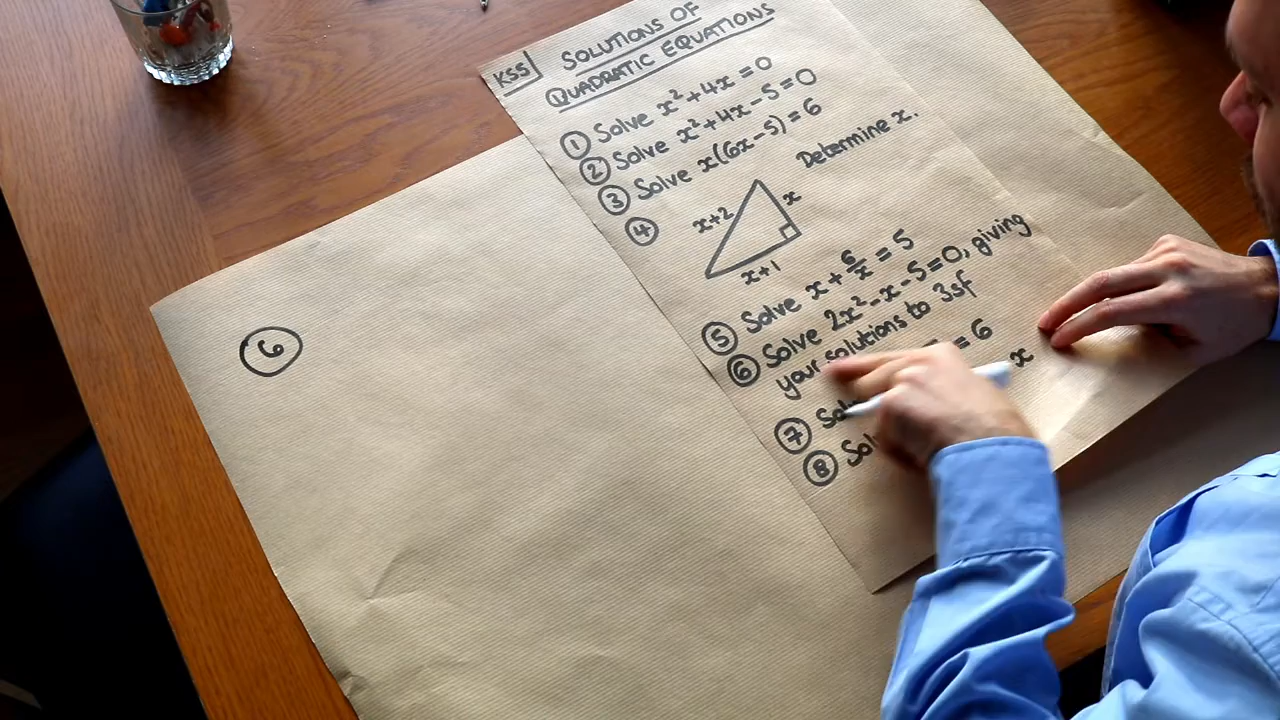 KS5
SOLUTIONS OF
QUADRATIC EQUATIONS
① Solve x² + 4x = 0
② Solve x² + 4x - 5 = 0
③ Solve x(6x - 5) = 6
④ Determine x.
x+2
x
x+1
⑤ Solve x + 6/x = 5
⑥ Solve 2x² - x - 5 = 0, giving
your solutions to 3sf
⑦ = 6
⑧ x
⑥